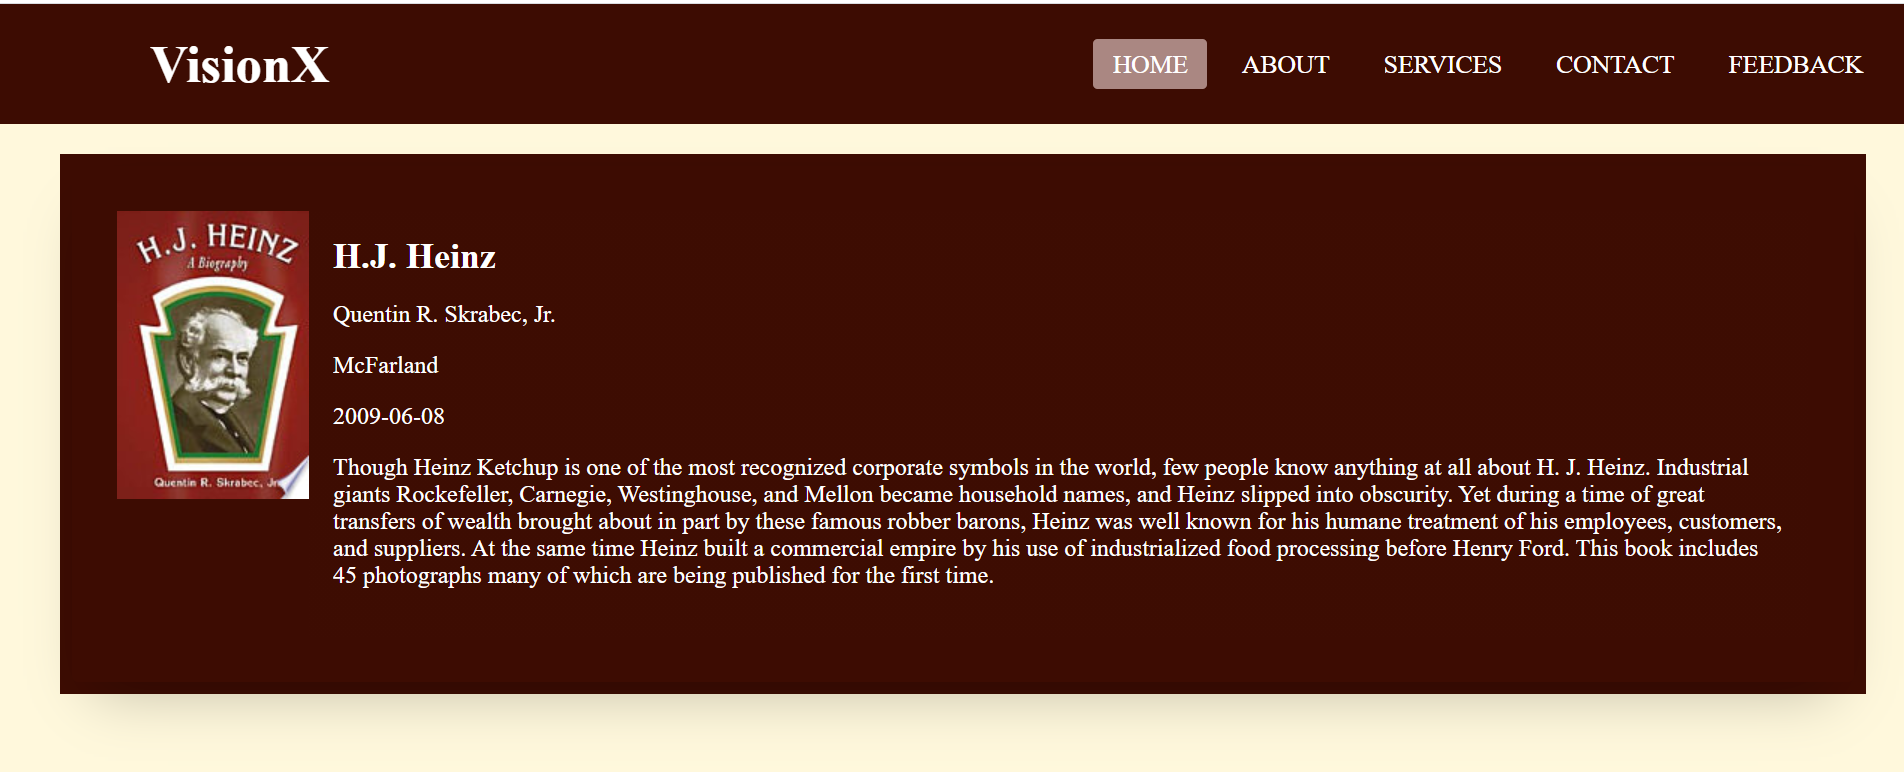 VisionX
HOME ABOUT SERVICES CONTACT FEEDBACK
H.J. HEINZ
A Biography
Quentin R. Skrabec, Jr.
H.J. Heinz
Quentin R. Skrabec, Jr.
McFarland
2009-06-08
Though Heinz Ketchup is one of the most recognized corporate symbols in the world, few people know anything at all about H. J. Heinz. Industrial
giants Rockefeller, Carnegie, Westinghouse, and Mellon became household names, and Heinz slipped into obscurity. Yet during a time of great
transfers of wealth brought about in part by these famous robber barons, Heinz was well known for his humane treatment of his employees, customers,
and suppliers. At the same time Heinz built a commercial empire by his use of industrialized food processing before Henry Ford. This book includes
45 photographs many of which are being published for the first time.